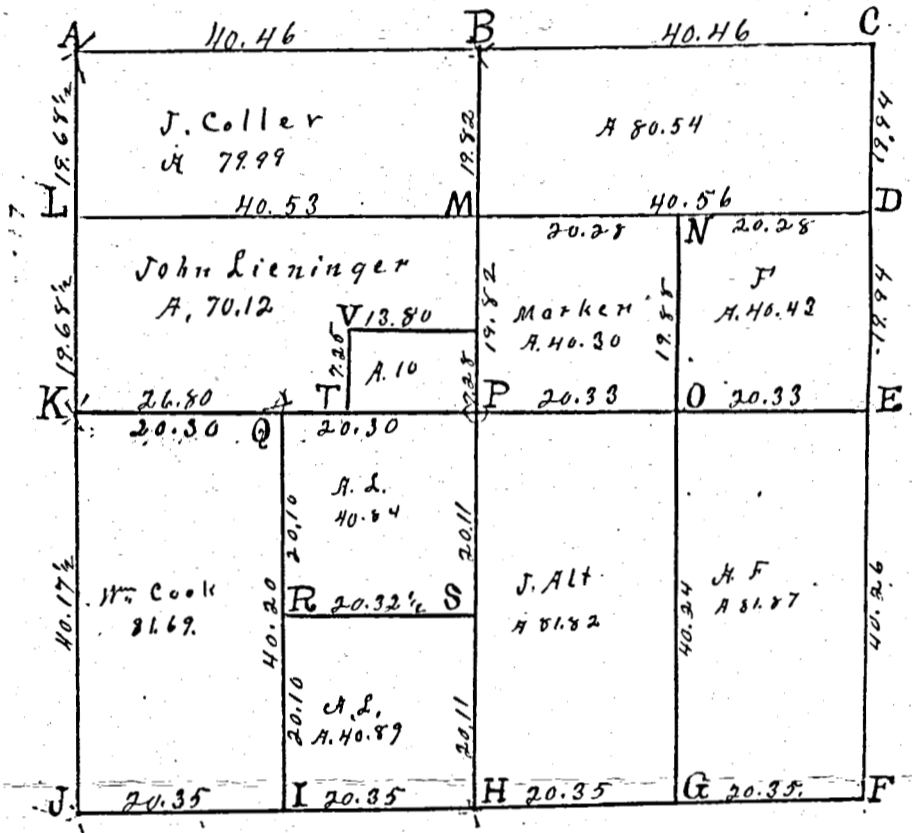 A 40.46 B 40.46 C
19.68½
J. Coller
A 79.99
19.82
A 80.54
19.94
L 40.53 M 40.56 D
20.28 N 20.28
?
John Lieninger
A, 70.12
19.68½
V 13.80
7.25
A.10
19.82
7.28
Marker
A.40.30
19.88
F
A.40.42
19.94
K 26.80 T P 20.33 O 20.33 E
20.30 Q 20.30
A. L.
40.84
20.10
20.11
40.17½
Wm Cook
81.69.
40.20
R 20.32½ S
J. Alt
A 81.82
40.24
A F
A 81.87
40.26
20.10
A. L.
A.40.89
20.11
J 20.35 I 20.35 H 20.35 G 20.35. F